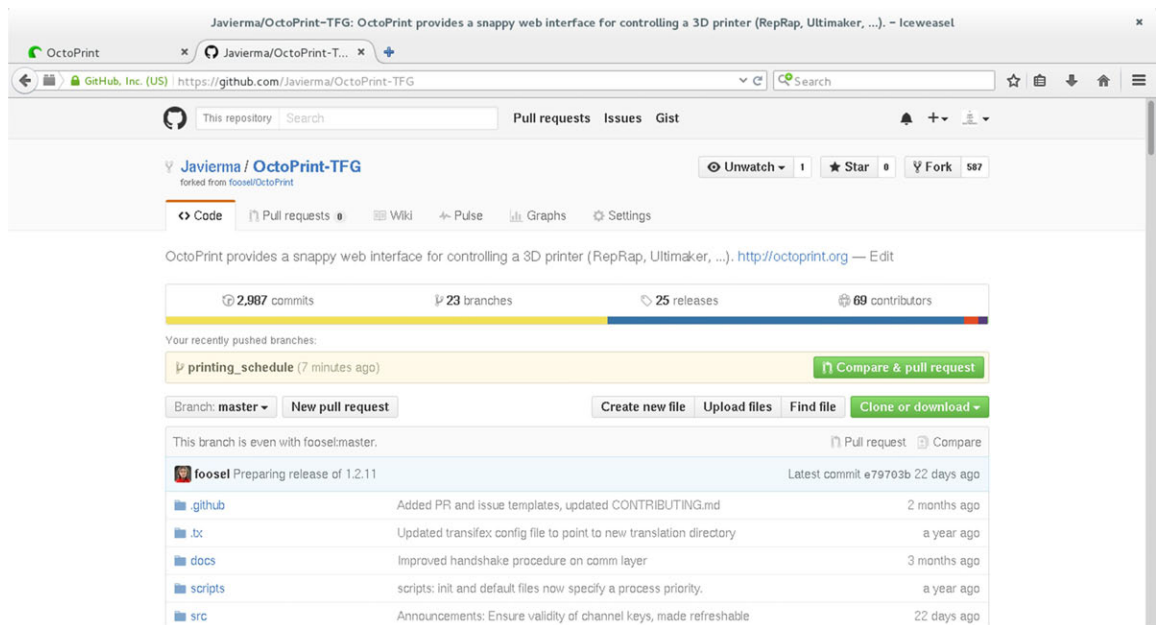 Javierma/OctoPrint-TFG: OctoPrint provides a snappy web interface for controlling a 3D printer (RepRap, Ultimaker, ...). - Iceweasel
OctoPrint
Javierma/OctoPrint-T...
GitHub, Inc. (US) https://github.com/Javierma/OctoPrint-TFG Search
This repository Search Pull requests Issues Gist
Javierma / OctoPrint-TFG Unwatch 1 Star 0 Fork 587
forked from foosel/OctoPrint
Code Pull requests 0 Wiki Pulse Graphs Settings
OctoPrint provides a snappy web interface for controlling a 3D printer (RepRap, Ultimaker, ...). http://octoprint.org — Edit
2,987 commits 23 branches 25 releases 69 contributors
Your recently pushed branches:
printing_schedule (7 minutes ago) Compare & pull request
Branch: master New pull request Create new file Upload files Find file Clone or download
This branch is even with foosel:master. Pull request Compare
foosel Preparing release of 1.2.11 Latest commit e79703b 22 days ago
.github Added PR and issue templates, updated CONTRIBUTING.md 2 months ago
.tx Updated transifex config file to point to new translation directory a year ago
docs Improved handshake procedure on comm layer 3 months ago
scripts scripts: init and default files now specify a process priority. a year ago
src Announcements: Ensure validity of channel keys, made refreshable 22 days ago